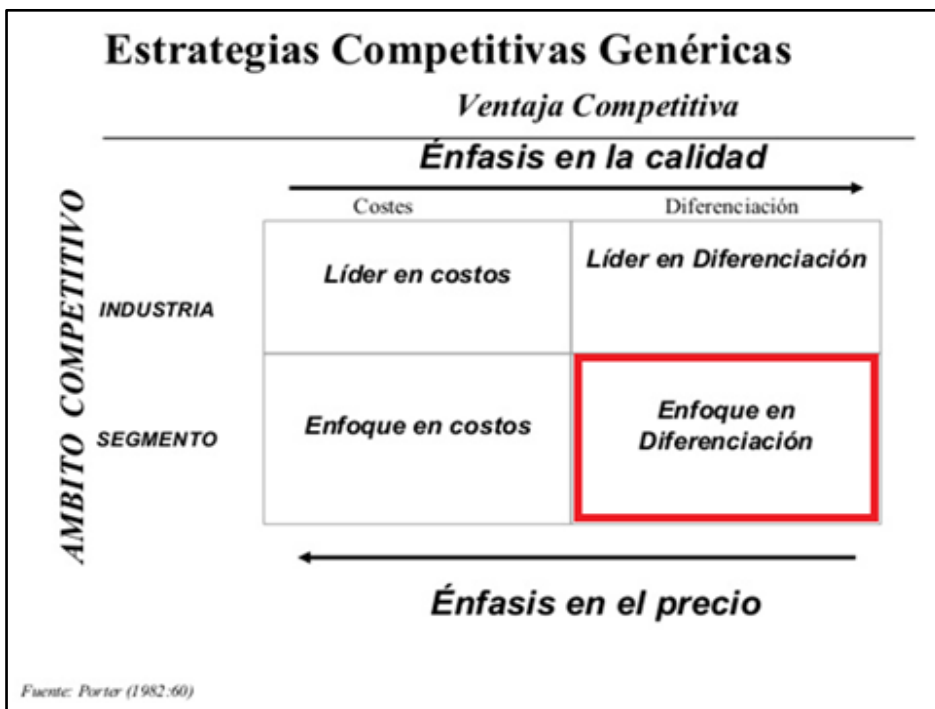 Estrategias Competitivas Genéricas
Ventaja Competitiva
Énfasis en la calidad
Costes
Diferenciación
AMBITO COMPETITIVO
INDUSTRIA
Líder en costos
Líder en Diferenciación
SEGMENTO
Enfoque en costos
Enfoque en
Diferenciación
Énfasis en el precio
Fuente: Porter (1982:60)